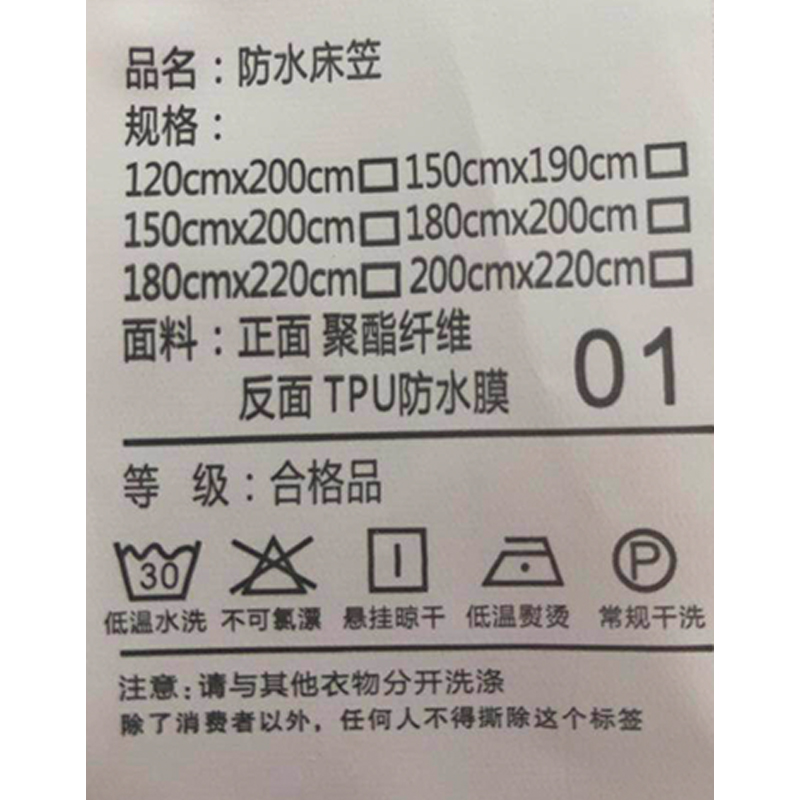 品名：防水床笠
规格：
120cmx200cm□ 150cmx190cm□
150cmx200cm□ 180cmx200cm□
180cmx220cm□ 200cmx220cm□
面料：正面 聚酯纤维
反面 TPU防水膜
01
等 级：合格品
30
P
低温水洗 不可氯漂 悬挂晾干 低温熨烫 常规干洗
注意:请与其他衣物分开洗涤
除了消费者以外，任何人不得撕除这个标签